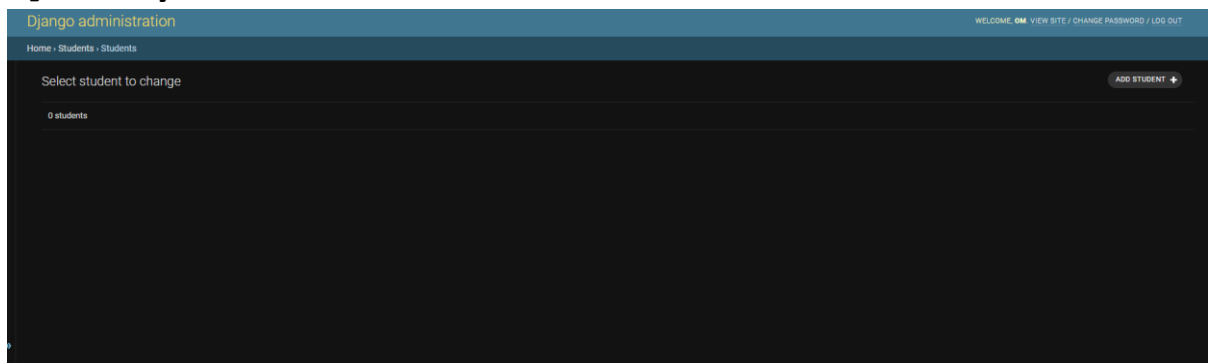 Django administration
WELCOME, OM. VIEW SITE / CHANGE PASSWORD / LOG OUT
Home › Students › Students
Select student to change
ADD STUDENT +
0 students
»